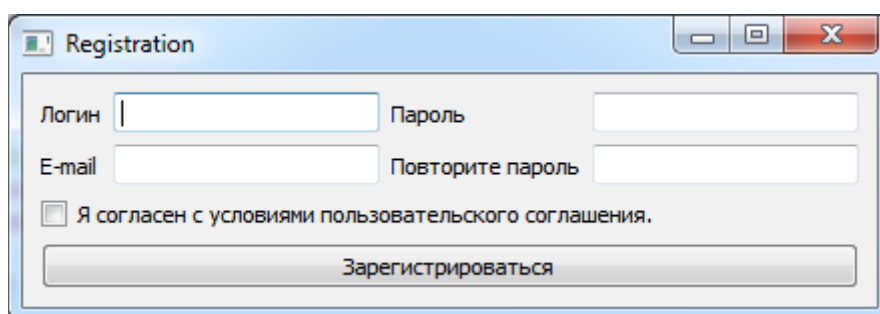 Registration
Логин Пароль
E-mail Повторите пароль
Я согласен с условиями пользовательского соглашения.
Зарегистрироваться